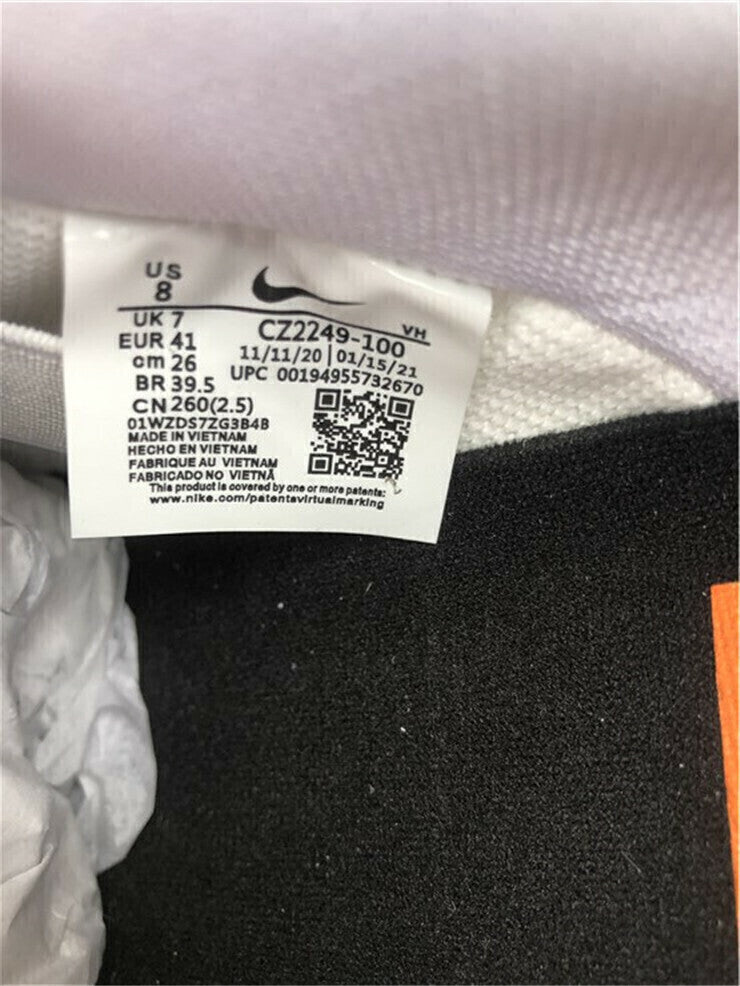 US
8
UK 7
EUR 41
cm 26
BR 39.5
CN 260(2.5)
VH
CZ2249-100
11/11/20 | 01/15/21
UPC 00194955732670
01WZDS7ZG3B4B
MADE IN VIETNAM
HECHO EN VIETNAM
FABRIQUE AU VIETNAM
FABRICADO NO VIETNÃ
This product is covered by one or more patents:
www.nike.com/patentsvirtualmarking